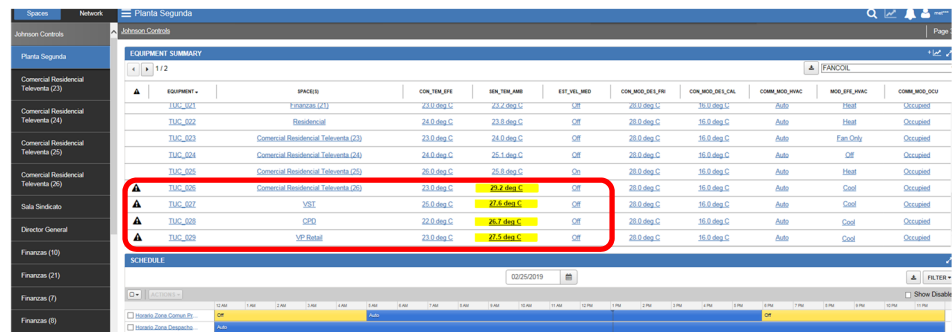 Spaces Network Planta Segunda
Johnson Controls Johnson Controls Page
Planta Segunda
EQUIPMENT SUMMARY
1 / 2 FANCOIL
Comercial Residencial
Televenta (23)
EQUIPMENT SPACE(S) CON_TEM_EFE SEN_TEM_AMB EST_VEL_MED CON_MOD_DES_FRI CON_MOD_DES_CAL COMM_MOD_HVAC MOD_EFE_HVAC COMM_MOD_OCU
TUC_021 Finanzas (21) 23.0 deg C 23.2 deg C Off 28.0 deg C 16.0 deg C Auto Heat Occupied
Comercial Residencial
Televenta (24)
TUC_022 Residencial 24.0 deg C 23.8 deg C Off 28.0 deg C 16.0 deg C Auto Heat Occupied
TUC_023 Comercial Residencial Televenta (23) 23.0 deg C 24.0 deg C Off 28.0 deg C 16.0 deg C Auto Fan Only Occupied
Comercial Residencial
Televenta (25)
TUC_024 Comercial Residencial Televenta (24) 24.0 deg C 25.1 deg C Off 28.0 deg C 16.0 deg C Auto Off Occupied
TUC_025 Comercial Residencial Televenta (25) 26.0 deg C 25.8 deg C On 28.0 deg C 16.0 deg C Auto Heat Occupied
Comercial Residencial
Televenta (26)
TUC_026 Comercial Residencial Televenta (26) 23.0 deg C 29.2 deg C Off 28.0 deg C 16.0 deg C Auto Cool Occupied
Sala Sindicato
TUC_027 VST 25.0 deg C 27.6 deg C Off 28.0 deg C 16.0 deg C Auto Cool Occupied
TUC_028 CPD 22.0 deg C 26.7 deg C Off 28.0 deg C 16.0 deg C Auto Cool Occupied
Director General
TUC_029 VP Retail 23.0 deg C 27.5 deg C Off 28.0 deg C 16.0 deg C Auto Cool Occupied
Finanzas (10)
SCHEDULE
Finanzas (21)
02/25/2019 FILTER
Finanzas (7)
ACTIONS Show Disable
12 AM 1 AM 2 AM 3 AM 4 AM 5 AM 6 AM 7 AM 8 AM 9 AM 10 AM 11 AM 12 PM 1 PM 2 PM 3 PM 4 PM 5 PM 6 PM 7 PM 8 PM 9 PM 10 PM 11 PM
Finanzas (8)
Horario Zona Comun Pr... Off Auto Off
Horario Zona Despacho... Auto